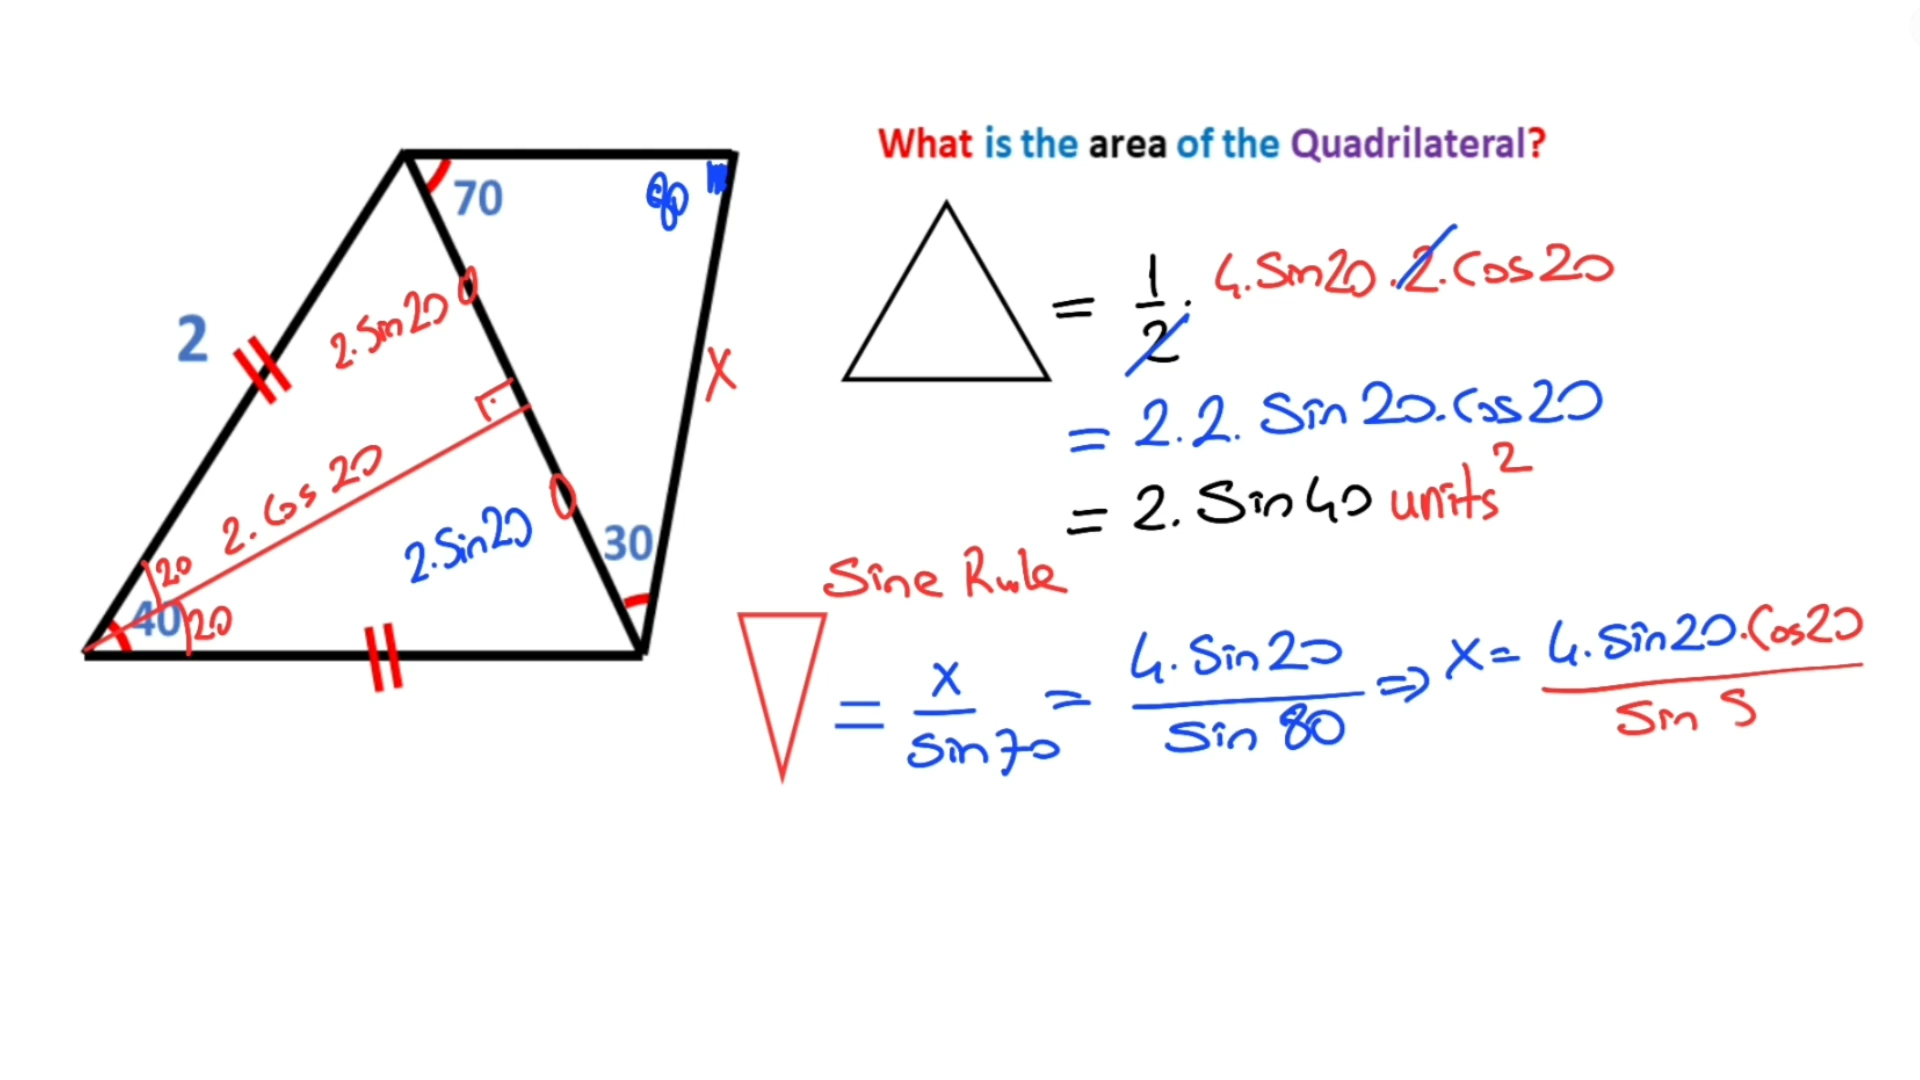 What is the area of the Quadrilateral?
70
80
2
2.Sin20
2.Cos20
2.Sin20
20
40
20
30
X
= 1/2 . 4.Sin20.2.Cos20
= 2.2.Sin20.Cos20
= 2.Sin40 units²
Sine Rule
= x/sin70 = 4.Sin20/Sin80 ⇒ x = 4.Sin20.Cos20/Sin